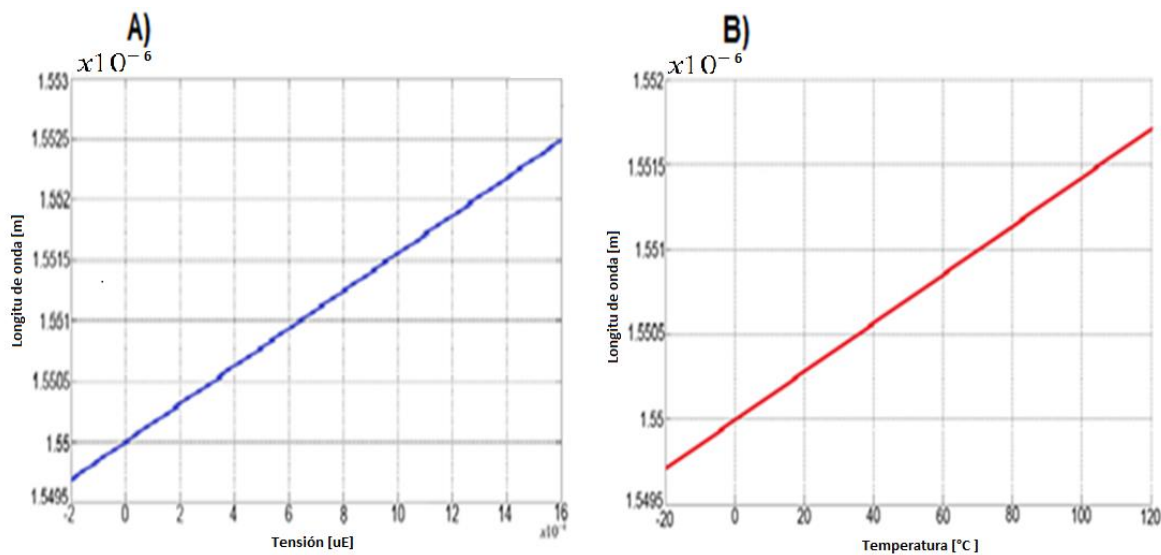 A)
x10⁻⁶
1.553
1.5525
1.552
1.5515
1.551
1.5505
1.55
1.5495
Longitu de onda [m]
-2 0 2 4 6 8 10 12 14 16
Tensión [uE]
B)
x10⁻⁶
1.552
1.5515
1.551
1.5505
1.55
1.5495
Longitu de onda [m]
-20 0 20 40 60 80 100 120
Temperatura [°C ]